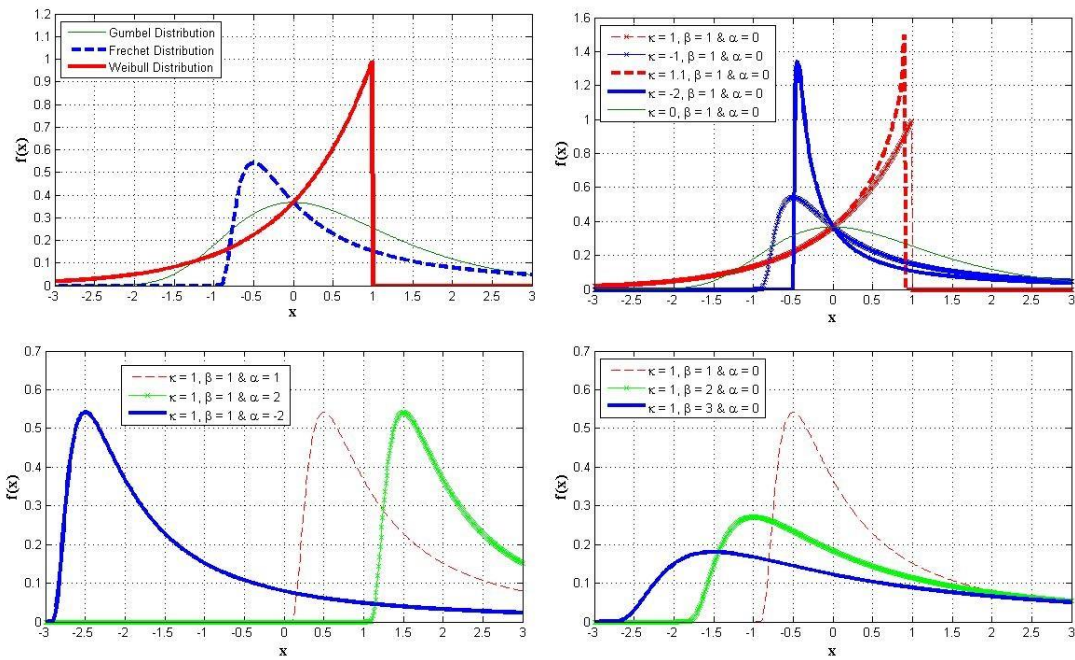 Gumbel Distribution
Frechet Distribution
Weibull Distribution
1.2
1.1
1
0.9
0.8
0.7
0.6
0.5
0.4
0.3
0.2
0.1
0
f(x)
-3 -2.5 -2 -1.5 -1 -0.5 0 0.5 1 1.5 2 2.5 3
x
κ = 1, β = 1 & α = 0
κ = -1, β = 1 & α = 0
κ = 1.1, β = 1 & α = 0
κ = -2, β = 1 & α = 0
κ = 0, β = 1 & α = 0
1.6
1.4
1.2
1.0
0.8
0.6
0.4
0.2
0
f(x)
-3 -2.5 -2 -1.5 -1 -0.5 0 0.5 1 1.5 2 2.5 3
x
κ = 1, β = 1 & α = 1
κ = 1, β = 1 & α = 2
κ = 1, β = 1 & α = -2
0.7
0.6
0.5
0.4
0.3
0.2
0.1
0
f(x)
-3 -2.5 -2 -1.5 -1 -0.5 0 0.5 1 1.5 2 2.5 3
x
κ = 1, β = 1 & α = 0
κ = 1, β = 2 & α = 0
κ = 1, β = 3 & α = 0
0.7
0.6
0.5
0.4
0.3
0.2
0.1
0
f(x)
-3 -2.5 -2 -1.5 -1 -0.5 0 0.5 1 1.5 2 2.5 3
x